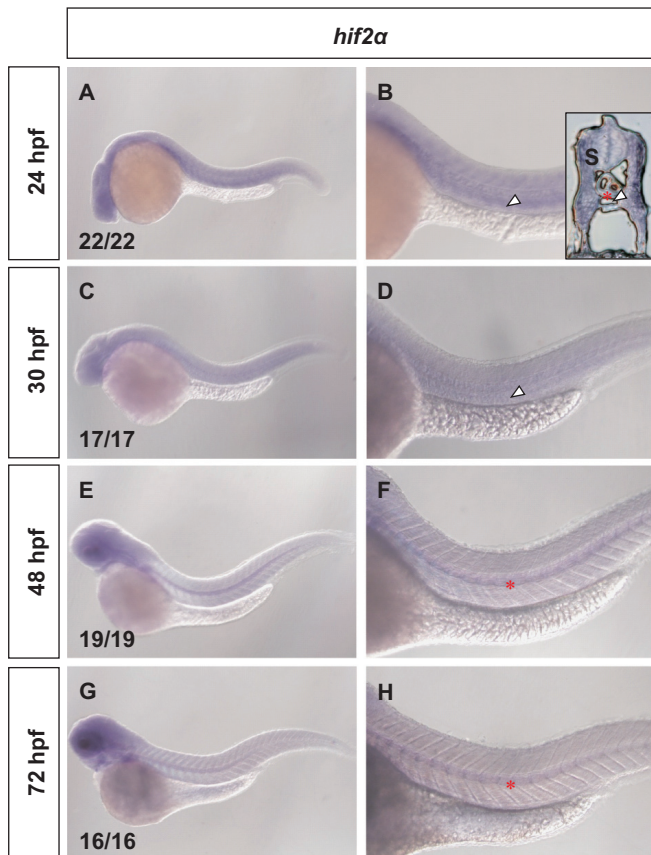 hif2α
24 hpf
A
22/22
B
S
*
30 hpf
C
17/17
D
48 hpf
E
19/19
F
*
72 hpf
G
16/16
H
*